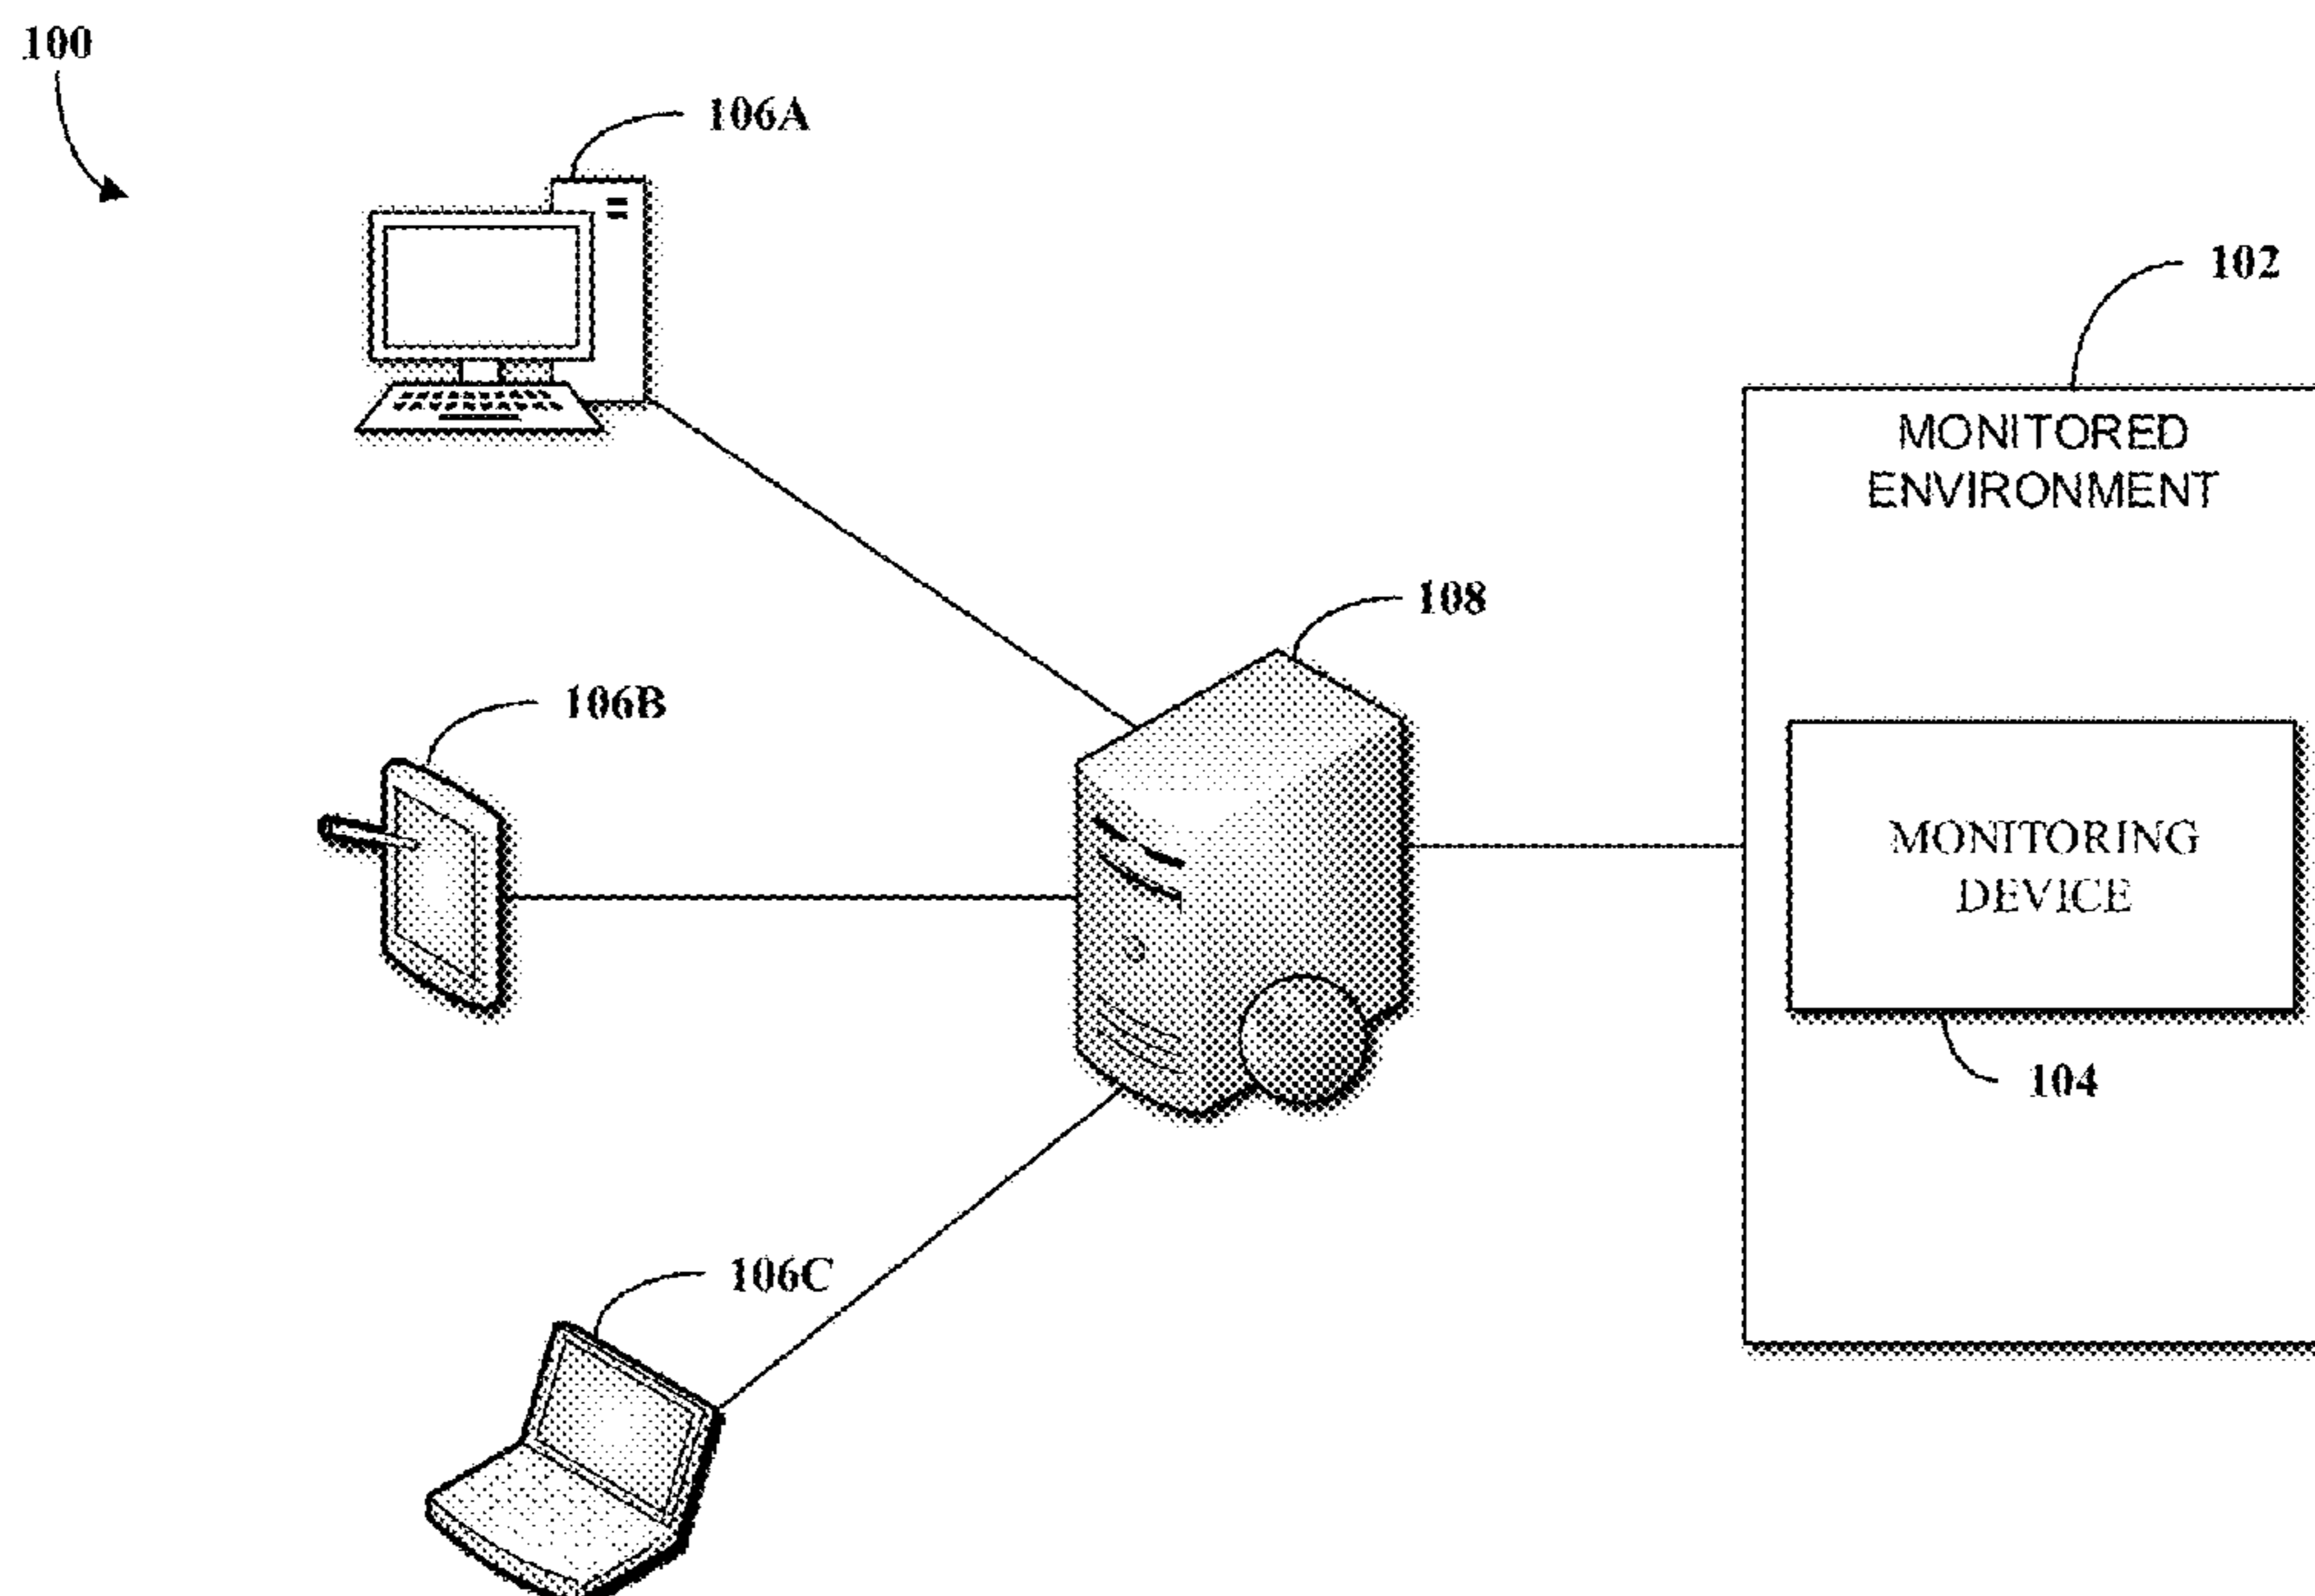 100
106A
102
MONITORED
ENVIRONMENT
108
106B
MONITORING
DEVICE
104
106C